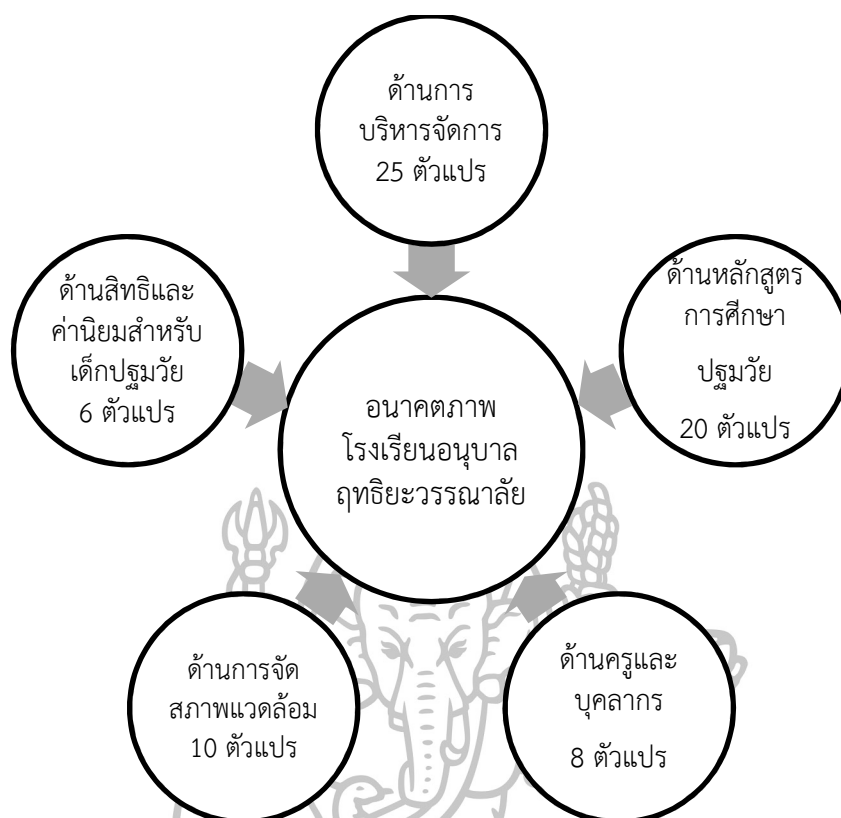 ด้านการ
บริหารจัดการ
25 ตัวแปร
ด้านสิทธิและ
ค่านิยมสำหรับ
เด็กปฐมวัย
6 ตัวแปร
ด้านหลักสูตร
การศึกษา
ปฐมวัย
20 ตัวแปร
อนาคตภาพ
โรงเรียนอนุบาล
ฤทธิยะวรรณาลัย
ด้านการจัด
สภาพแวดล้อม
10 ตัวแปร
ด้านครูและ
บุคลากร
8 ตัวแปร